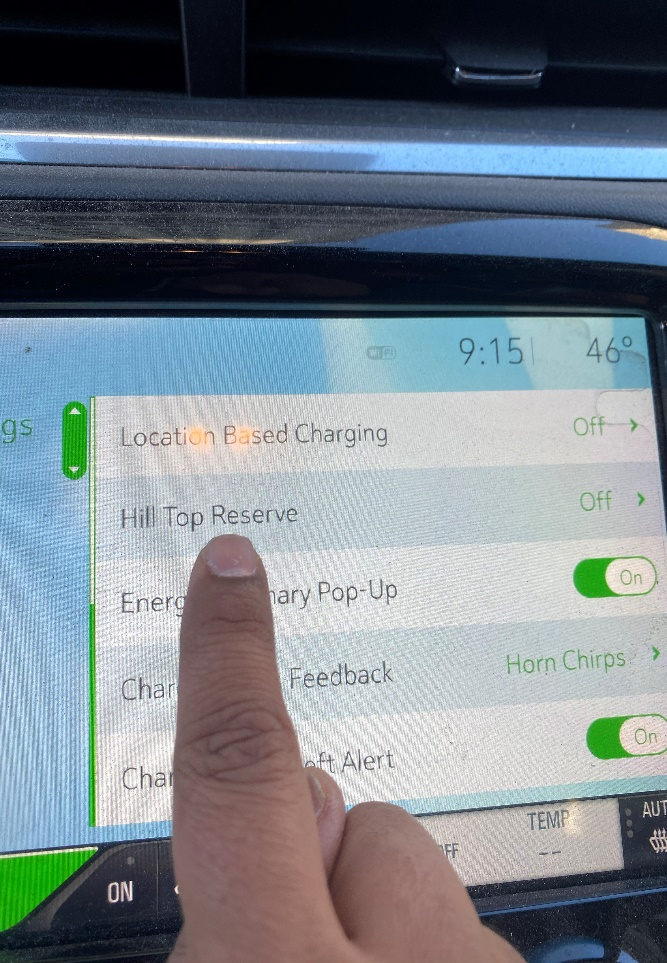 WiFi 9:15 46°
gs
Location Based Charging Off
Hill Top Reserve Off
Energ ary Pop-Up On
Char Feedback Horn Chirps
Char eft Alert On
ON FF TEMP --
AUT